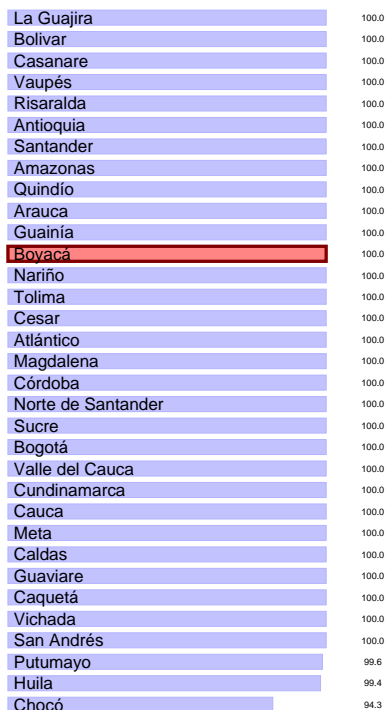 La Guajira 100.0
Bolivar 100.0
Casanare 100.0
Vaupés 100.0
Risaralda 100.0
Antioquia 100.0
Santander 100.0
Amazonas 100.0
Quindío 100.0
Arauca 100.0
Guainía 100.0
Boyacá 100.0
Nariño 100.0
Tolima 100.0
Cesar 100.0
Atlántico 100.0
Magdalena 100.0
Córdoba 100.0
Norte de Santander 100.0
Sucre 100.0
Bogotá 100.0
Valle del Cauca 100.0
Cundinamarca 100.0
Cauca 100.0
Meta 100.0
Caldas 100.0
Guaviare 100.0
Caquetá 100.0
Vichada 100.0
San Andrés 100.0
Putumayo 99.6
Huila 99.4
Chocó 94.3